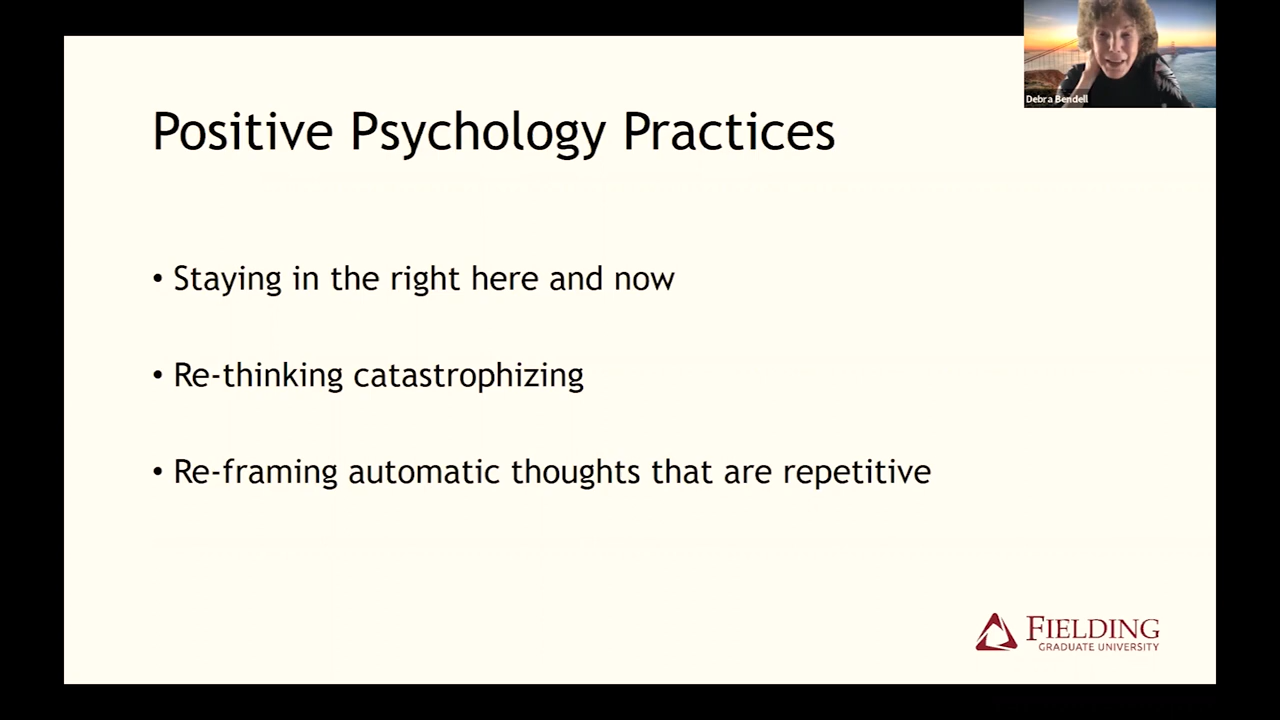 Debra Bendell
Positive Psychology Practices
• Staying in the right here and now
• Re-thinking catastrophizing
• Re-framing automatic thoughts that are repetitive
FIELDING
GRADUATE UNIVERSITY